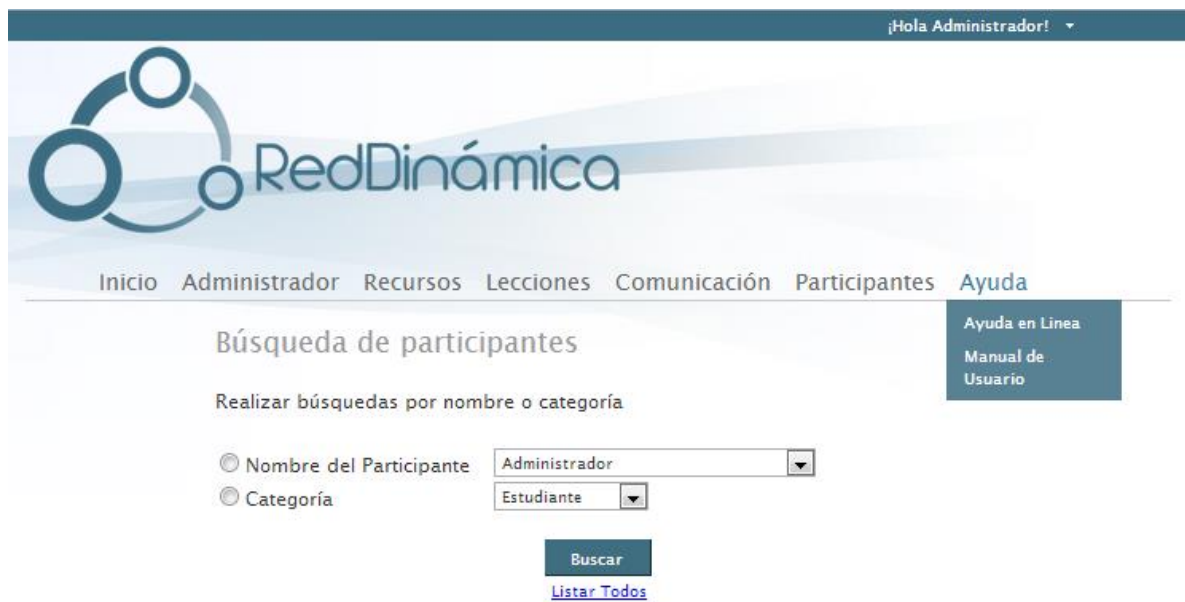 ¡Hola Administrador!
RedDinámica
Inicio Administrador Recursos Lecciones Comunicación Participantes Ayuda
Ayuda en Linea
Manual de
Usuario
Búsqueda de participantes
Realizar búsquedas por nombre o categoría
Nombre del Participante Administrador
Categoría Estudiante
Buscar
Listar Todos